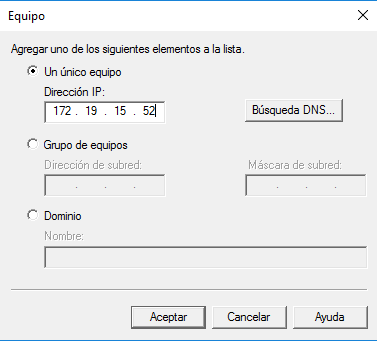 Equipo
Agregar uno de los siguientes elementos a la lista.
Un único equipo
Dirección IP:
172 . 19 . 15 . 52
Búsqueda DNS...
Grupo de equipos
Dirección de subred:
Máscara de subred:
. . .
. . .
Dominio
Nombre:
Aceptar
Cancelar
Ayuda